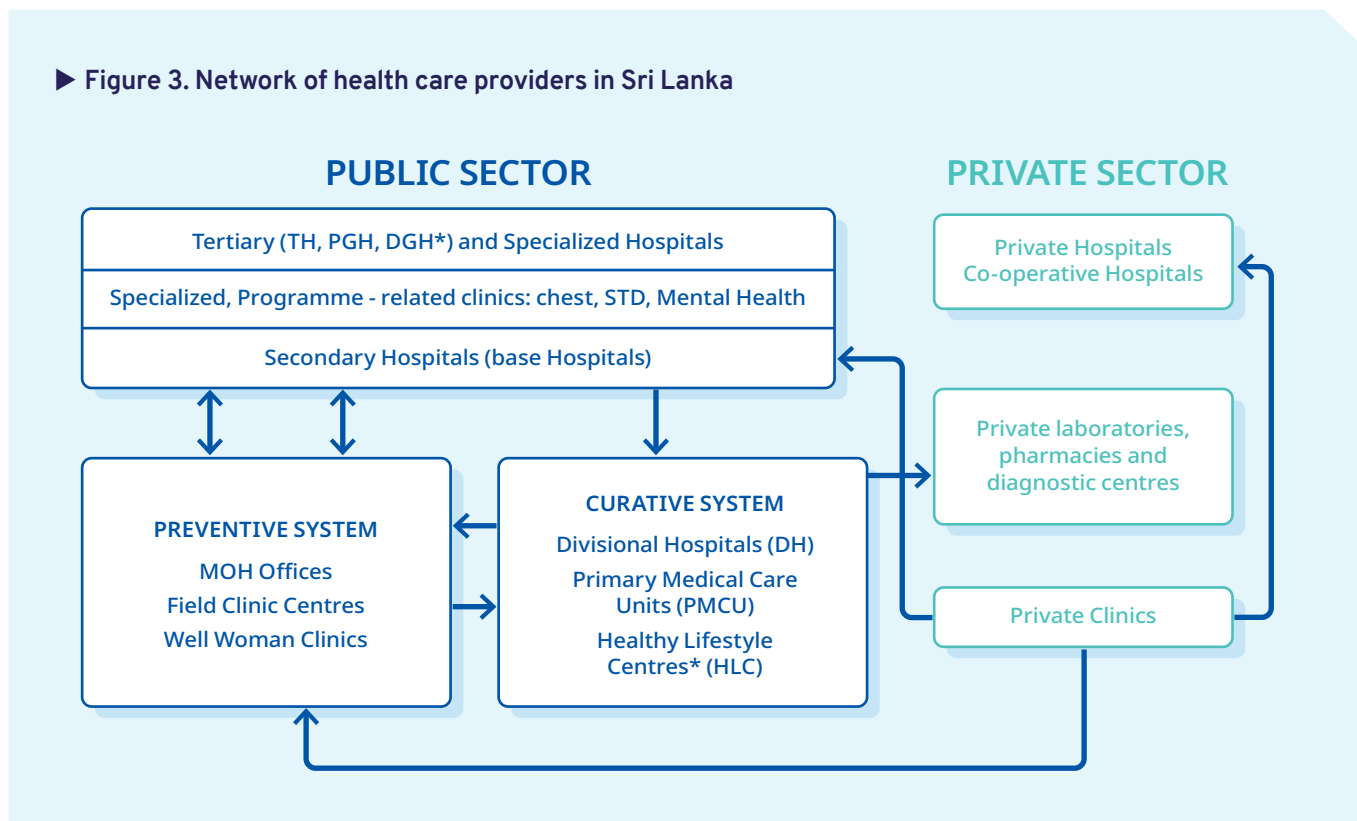 ▶ Figure 3. Network of health care providers in Sri Lanka
PUBLIC SECTOR
Tertiary (TH, PGH, DGH*) and Specialized Hospitals
Specialized, Programme - related clinics: chest, STD, Mental Health
Secondary Hospitals (base Hospitals)
PREVENTIVE SYSTEM
MOH Offices
Field Clinic Centres
Well Woman Clinics
CURATIVE SYSTEM
Divisional Hospitals (DH)
Primary Medical Care
Units (PMCU)
Healthy Lifestyle
Centres* (HLC)
PRIVATE SECTOR
Private Hospitals
Co-operative Hospitals
Private laboratories,
pharmacies and
diagnostic centres
Private Clinics